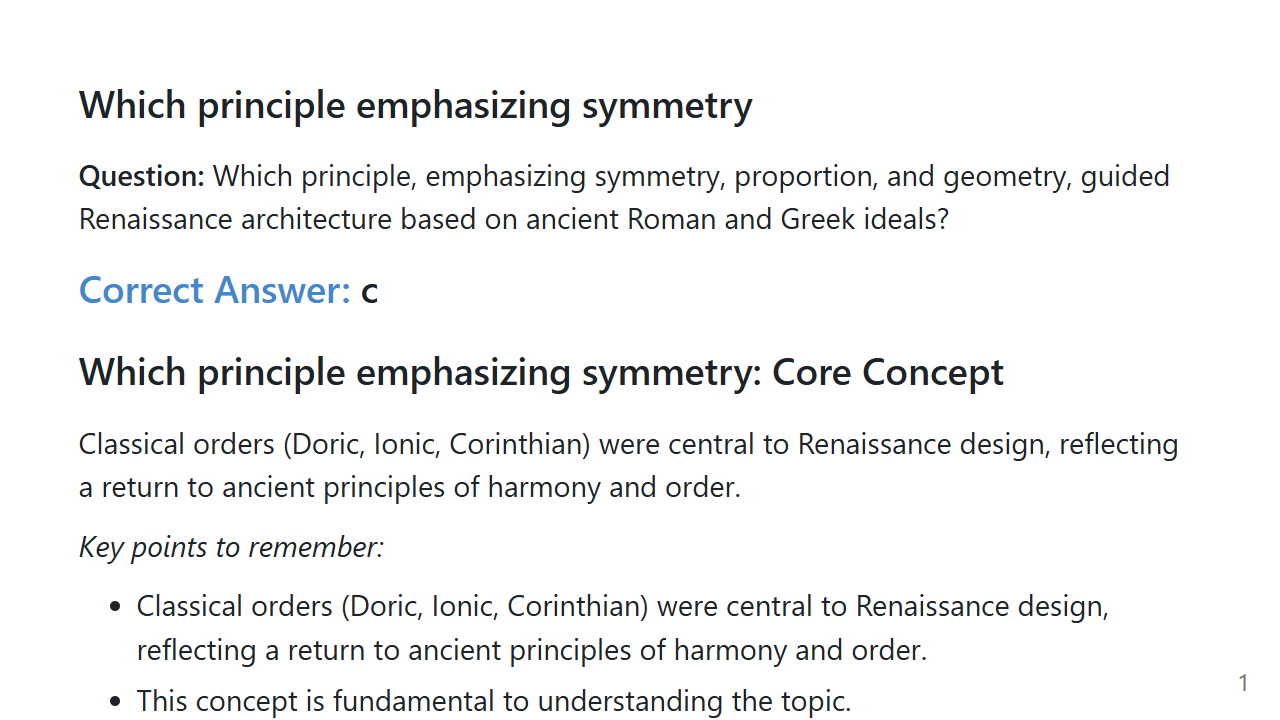 Which principle emphasizing symmetry
Question: Which principle, emphasizing symmetry, proportion, and geometry, guided
Renaissance architecture based on ancient Roman and Greek ideals?
Correct Answer: c
Which principle emphasizing symmetry: Core Concept
Classical orders (Doric, Ionic, Corinthian) were central to Renaissance design, reflecting
a return to ancient principles of harmony and order.
Key points to remember:
• Classical orders (Doric, Ionic, Corinthian) were central to Renaissance design,
reflecting a return to ancient principles of harmony and order.
• This concept is fundamental to understanding the topic.
1